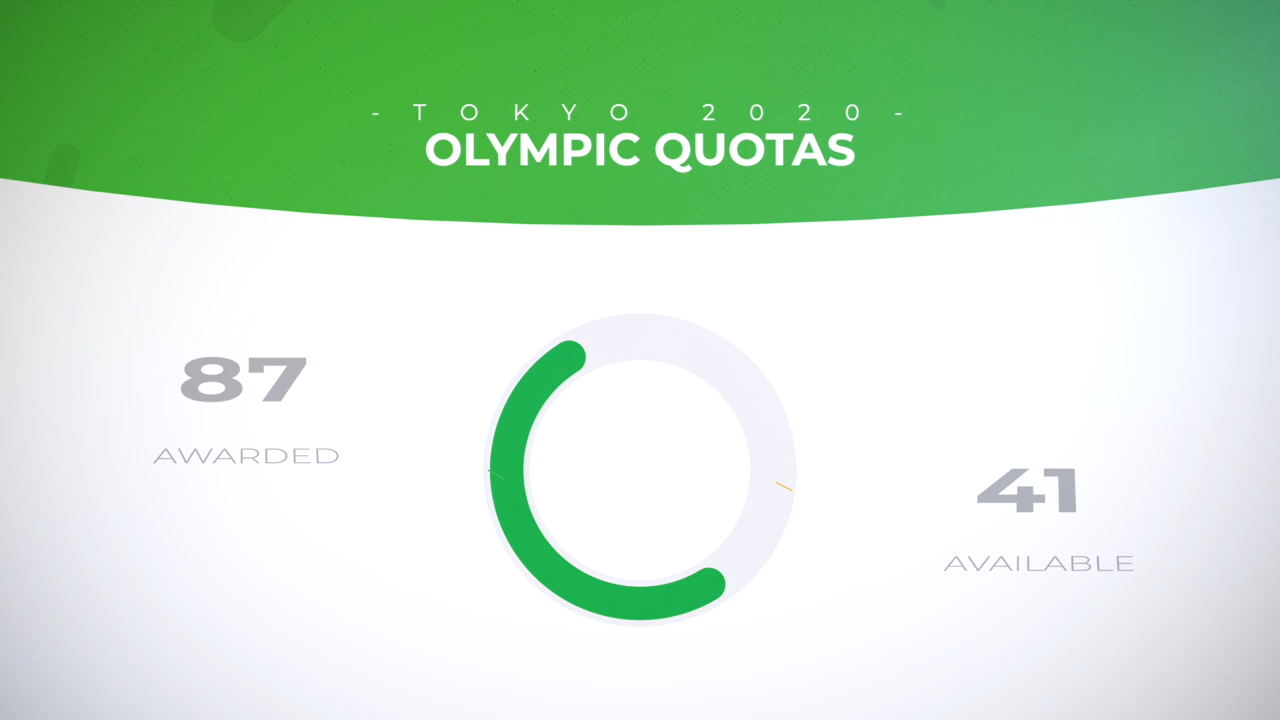 - TOKYO 2020 -
OLYMPIC QUOTAS
87
AWARDED
41
AVAILABLE